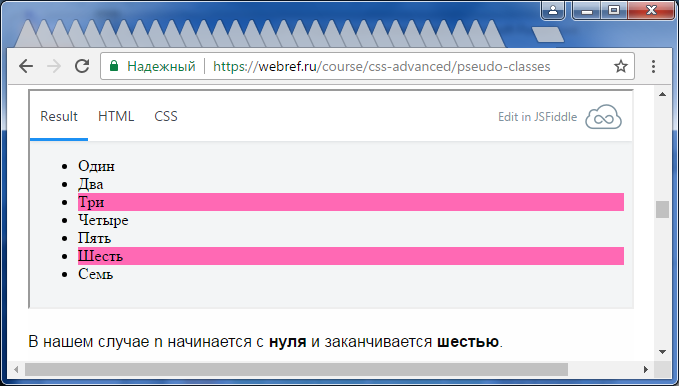 Надежный https://webref.ru/course/css-advanced/pseudo-classes
Result HTML CSS Edit in JSFiddle
Один
Два
Три
Четыре
Пять
Шесть
Семь
В нашем случае n начинается с нуля и заканчивается шестью.